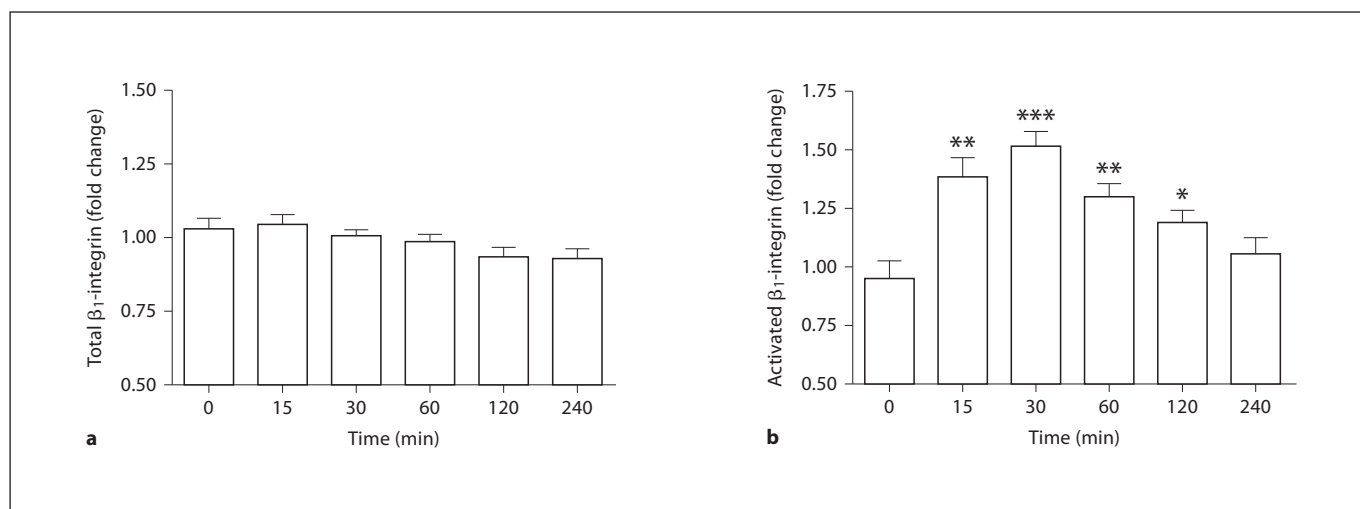 Total β1-integrin (fold change)
1.50
1.25
1.00
0.75
0.50
0 15 30 60 120 240
Time (min)
a
Activated β1-integrin (fold change)
1.75
1.50
1.25
1.00
0.75
0.50
** *** ** *
0 15 30 60 120 240
Time (min)
b